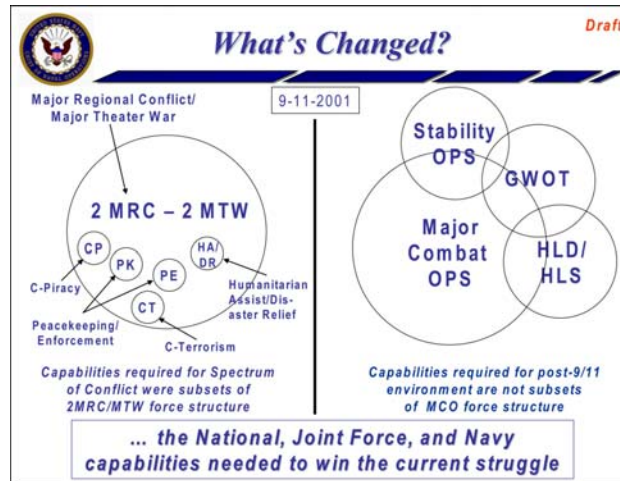 What's Changed?
Draft
Major Regional Conflict/
Major Theater War
9-11-2001
2 MRC – 2 MTW
CP
PK
PE
HA/
DR
CT
C-Piracy
Peacekeeping/
Enforcement
Humanitarian
Assist/Dis-
aster Relief
C-Terrorism
Capabilities required for Spectrum
of Conflict were subsets of
2MRC/MTW force structure
Stability
OPS
GWOT
Major
Combat
OPS
HLD/
HLS
Capabilities required for post-9/11
environment are not subsets
of MCO force structure
... the National, Joint Force, and Navy
capabilities needed to win the current struggle